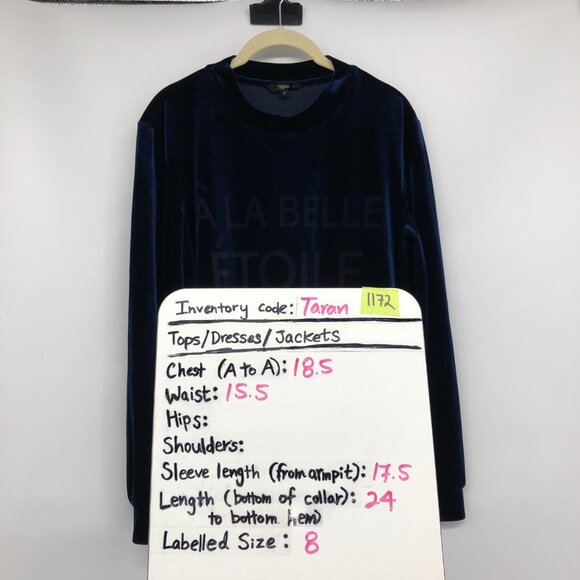 next
À LA BELLE
ÉTOILE
Inventory code: Taran 1172
Tops/Dresses/Jackets
Chest (A to A): 18.5
Waist: 15.5
Hips:
Shoulders:
Sleeve length (from armpit): 17.5
Length (bottom of collar): 24
to bottom hem)
Labelled Size: 8